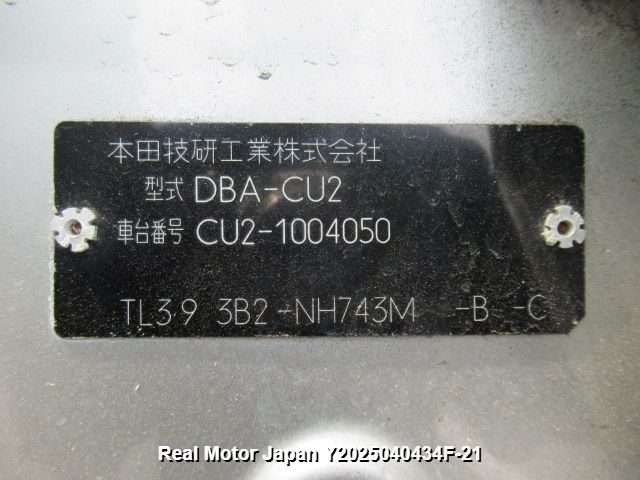 本田技研工業株式会社
型式 DBA-CU2
車台番号 CU2-1004050
TL39 3B2-NH743M -B -C
Real Motor Japan Y2025040434F-21